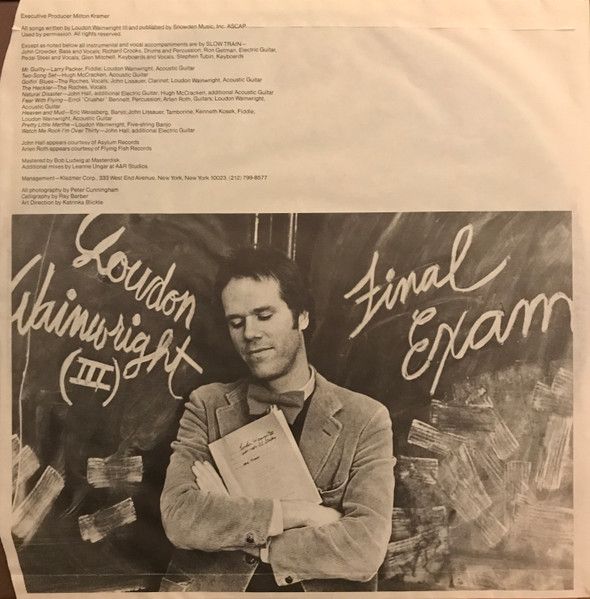 Executive Producer Milton Kramer
All songs written by Loudon Wainwright III and published by Snowden Music, Inc. ASCAP
Used by permission. All rights reserved.
Except as noted below all instrumental and vocal accompaniments are by SLOW TRAIN—
John Crowder, Bass and Vocals, Richard Crooks, Drums and Percussion, Ron Getman, Electric Guitar,
Pedal Steel and Vocals, Glen Mitchell, Keyboards and Vocals, Stephen Tubin, Keyboards
Mr. Guilty—Larry Packer, Fiddle; Loudon Wainwright, Acoustic Guitar
Two-Song Set—Hugh McCracken, Acoustic Guitar
Golfin' Blues—The Roches, Vocals, John Lissauer, Clarinet, Loudon Wainwright, Acoustic Guitar
The Heckler—The Roches, Vocals
Natural Disaster—John Hall, additional Electric Guitar, Hugh McCracken, additional Acoustic Guitar
Fear With Flying—Errol "Crusher" Bennett, Percussion, Arlen Roth, Guitars, Loudon Wainwright,
Acoustic Guitar
Heaven and Mud—Eric Weissberg, Banjo, John Lissauer, Tamborine, Kenneth Kosek, Fiddle,
Loudon Wainwright, Acoustic Guitar
Pretty Little Martha—Loudon Wainwright, Five-string Banjo
Watch Me Rock I'm Over Thirty—John Hall, additional Electric Guitar
John Hall appears courtesy of Asylum Records
Arlen Roth appears courtesy of Flying Fish Records
Mastered by Bob Ludwig at Masterdisk.
Additional mixes by Leanne Ungar at A&R Studios.
Management—Kledmer Corp., 332 West End Avenue, New York, New York 10023. (212) 799-8577
All photography by Peter Cunningham
Calligraphy by Ray Barber
Art Direction by Katrinka Blickle
Loudon
Wainwright
(III)
Final
Exam